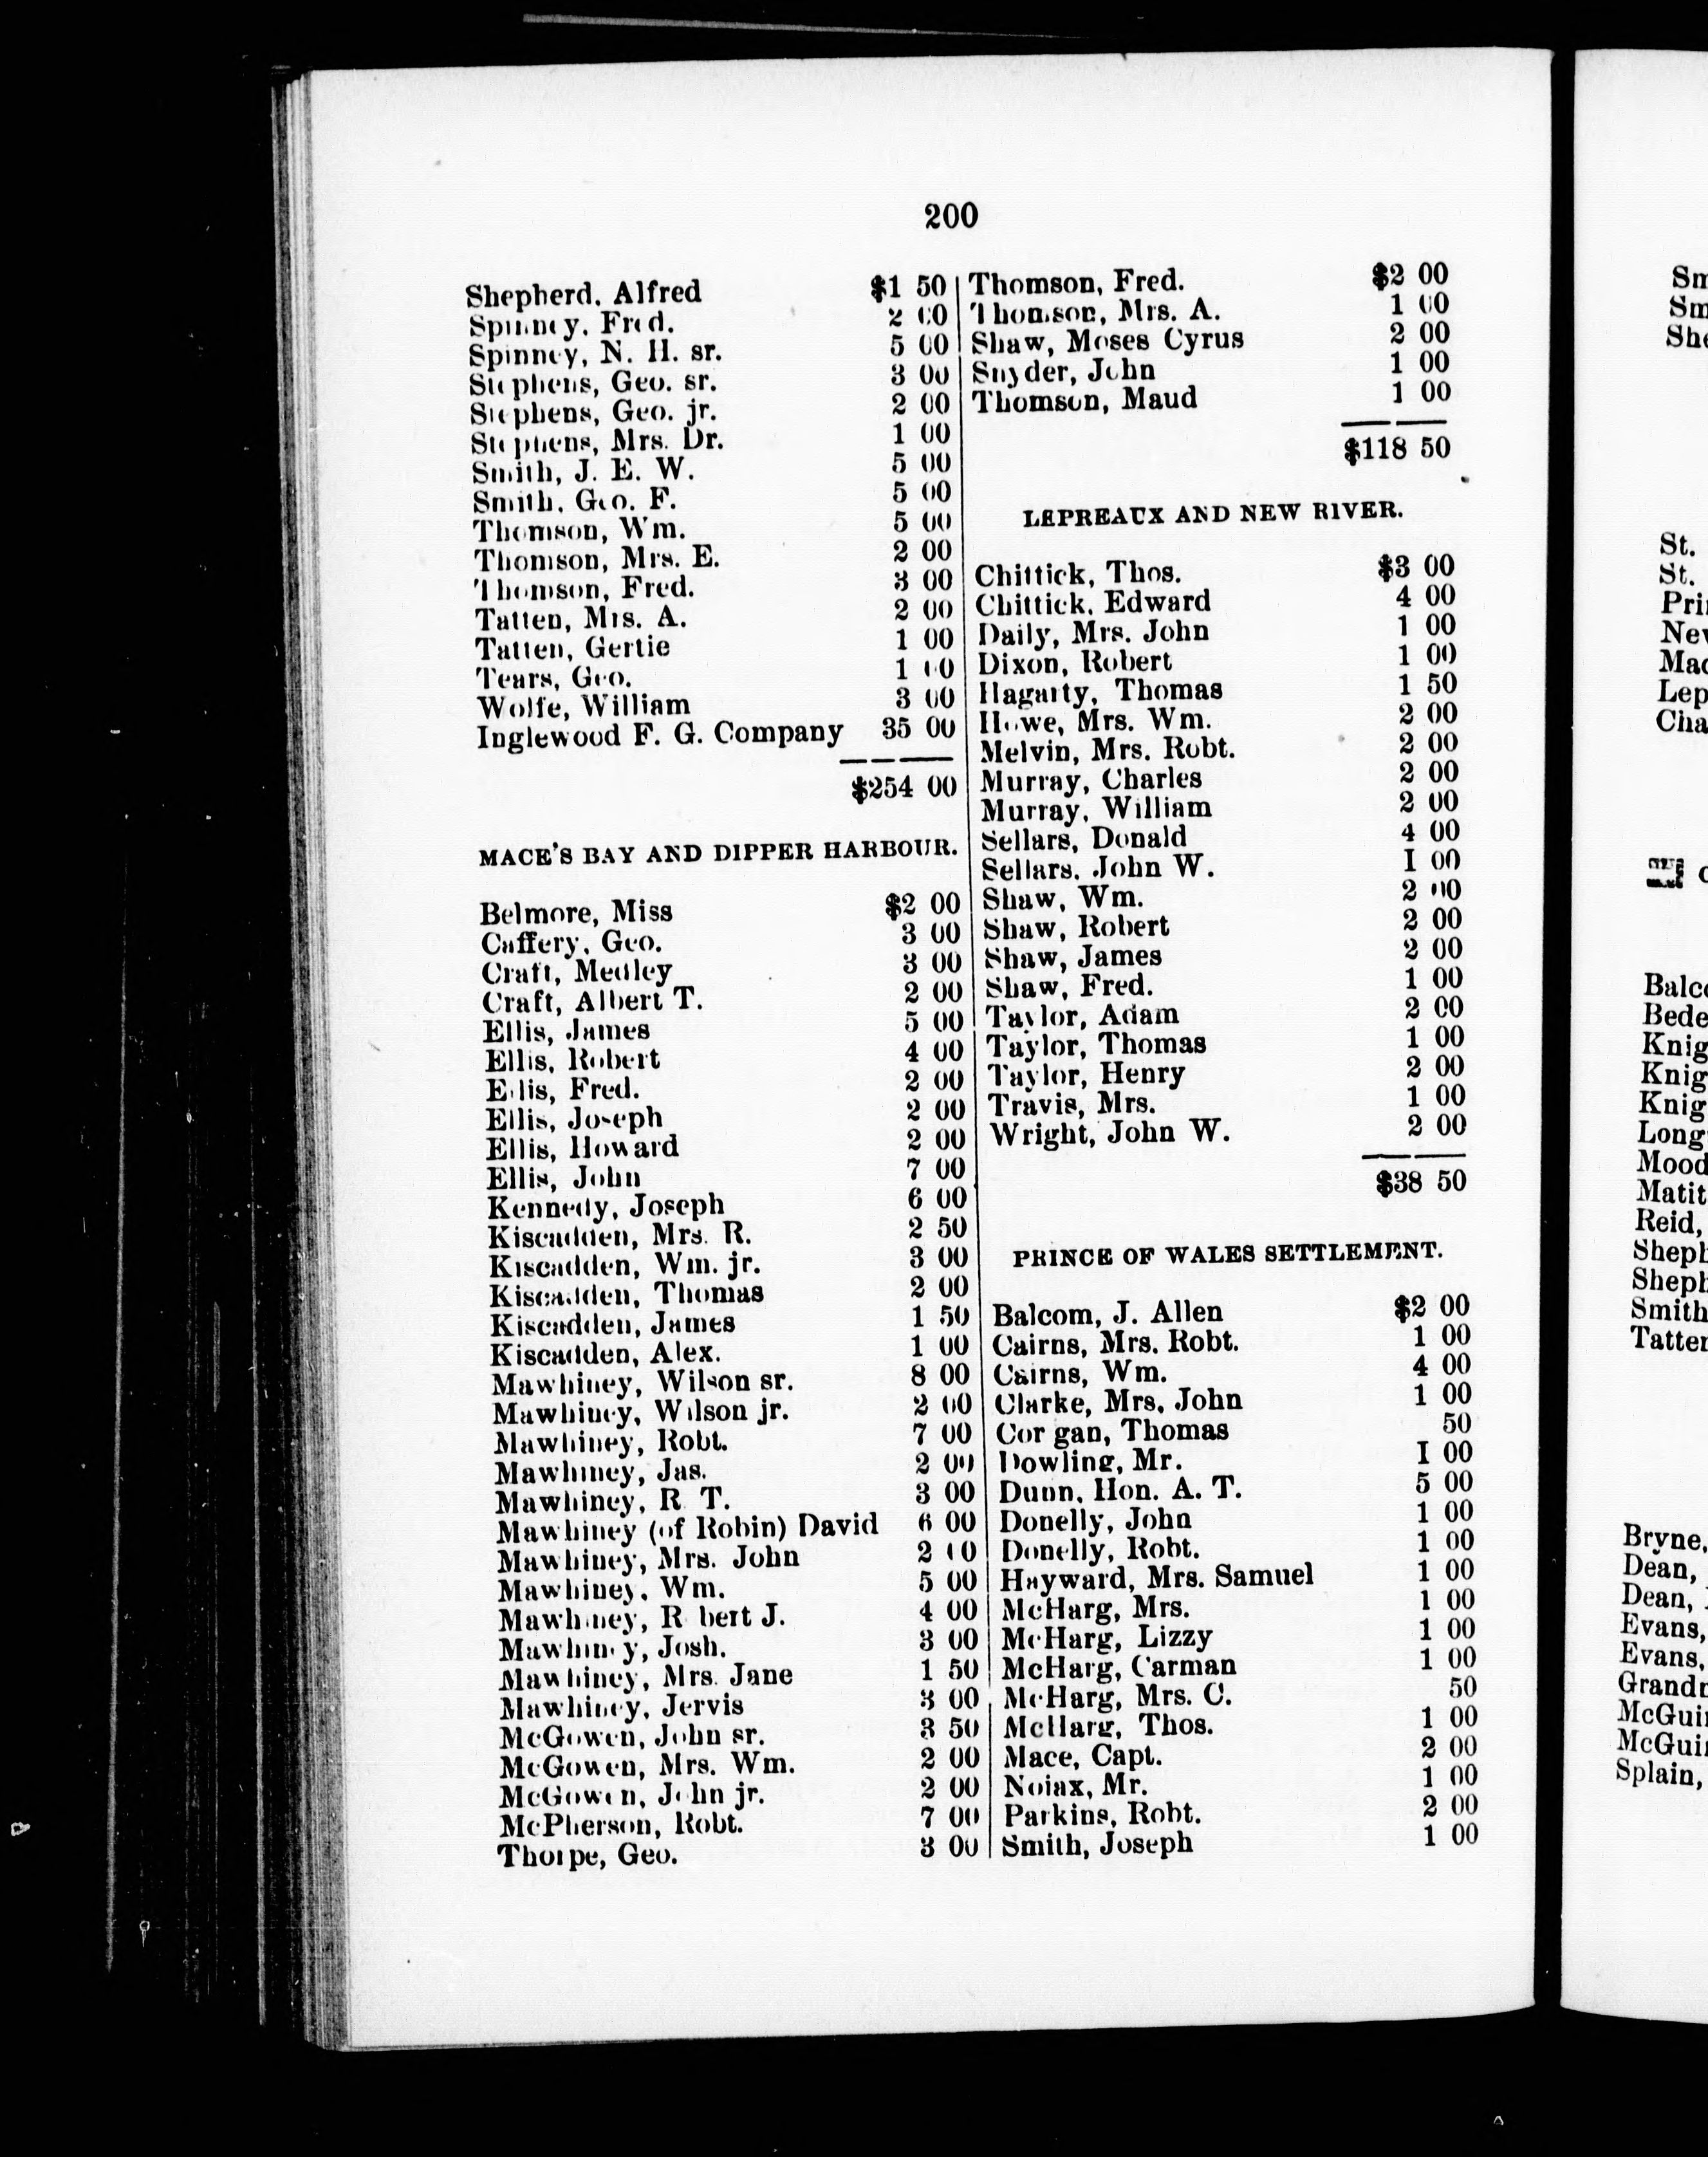 200
Shepherd, Alfred $1 50
Spinney, Fred. 2 00
Spinney, N. H. sr. 5 00
Stephens, Geo. sr. 3 00
Stephens, Geo. jr. 2 00
Stephens, Mrs. Dr. 1 00
Smith, J. E. W. 5 00
Smith, Geo. F. 5 00
Thomson, Wm. 5 00
Thomson, Mrs. E. 2 00
Thomson, Fred. 3 00
Tatten, Mrs. A. 2 00
Tatten, Gertie 1 00
Tears, Geo. 1 00
Wolfe, William 3 00
Inglewood F. G. Company 35 00
$254 00
MACE'S BAY AND DIPPER HARBOUR.
Belmore, Miss $2 00
Caffery, Geo. 3 00
Craft, Medley 3 00
Craft, Albert T. 2 00
Ellis, James 5 00
Ellis, Robert 4 00
Ellis, Fred. 2 00
Ellis, Joseph 2 00
Ellis, Howard 2 00
Ellis, John 7 00
Kennedy, Joseph 6 00
Kiscadden, Mrs. R. 2 50
Kiscadden, Wm. jr. 3 00
Kiscadden, Thomas 2 00
Kiscadden, James 1 50
Kiscadden, Alex. 1 00
Mawhiney, Wilson sr. 8 00
Mawhiney, Wilson jr. 2 00
Mawhiney, Robt. 7 00
Mawhiney, Jas. 2 00
Mawhiney, R T. 3 00
Mawhiney (of Robin) David 6 00
Mawhiney, Mrs. John 2 00
Mawhiney, Wm. 5 00
Mawhiney, R bert J. 4 00
Mawhiney, Josh. 3 00
Mawhiney, Mrs. Jane 1 50
Mawhiney, Jervis 3 00
McGowen, John sr. 3 50
McGowen, Mrs. Wm. 2 00
McGowen, John jr. 2 00
McPherson, Robt. 7 00
Thorpe, Geo. 3 00
Thomson, Fred. $2 00
Thomson, Mrs. A. 1 00
Shaw, Moses Cyrus 2 00
Snyder, John 1 00
Thomson, Maud 1 00
$118 50
LEPREAUX AND NEW RIVER.
Chittick, Thos. $3 00
Chittick, Edward 4 00
Daily, Mrs. John 1 00
Dixon, Robert 1 00
Hagarty, Thomas 1 50
Howe, Mrs. Wm. 2 00
Melvin, Mrs. Robt. 2 00
Murray, Charles 2 00
Murray, William 2 00
Sellars, Donald 4 00
Sellars, John W. 1 00
Shaw, Wm. 2 00
Shaw, Robert 2 00
Shaw, James 2 00
Shaw, Fred. 1 00
Taylor, Adam 2 00
Taylor, Thomas 1 00
Taylor, Henry 2 00
Travis, Mrs. 1 00
Wright, John W. 2 00
$38 50
PRINCE OF WALES SETTLEMENT.
Balcom, J. Allen $2 00
Cairns, Mrs. Robt. 1 00
Cairns, Wm. 4 00
Clarke, Mrs, John 1 00
Cor gan, Thomas 50
Dowling, Mr. 1 00
Dunn, Hon. A. T. 5 00
Donelly, John 1 00
Donelly, Robt. 1 00
Hayward, Mrs. Samuel 1 00
McHarg, Mrs. 1 00
McHarg, Lizzy 1 00
McHarg, Carman 1 00
McHarg, Mrs. C. 50
McHarg, Thos. 1 00
Mace, Capt. 2 00
Noiax, Mr. 1 00
Parkins, Robt. 2 00
Smith, Joseph 1 00
St.
St.
Reid,
Smith
Dean,
Dean,
Evans,
Evans,
Splain,